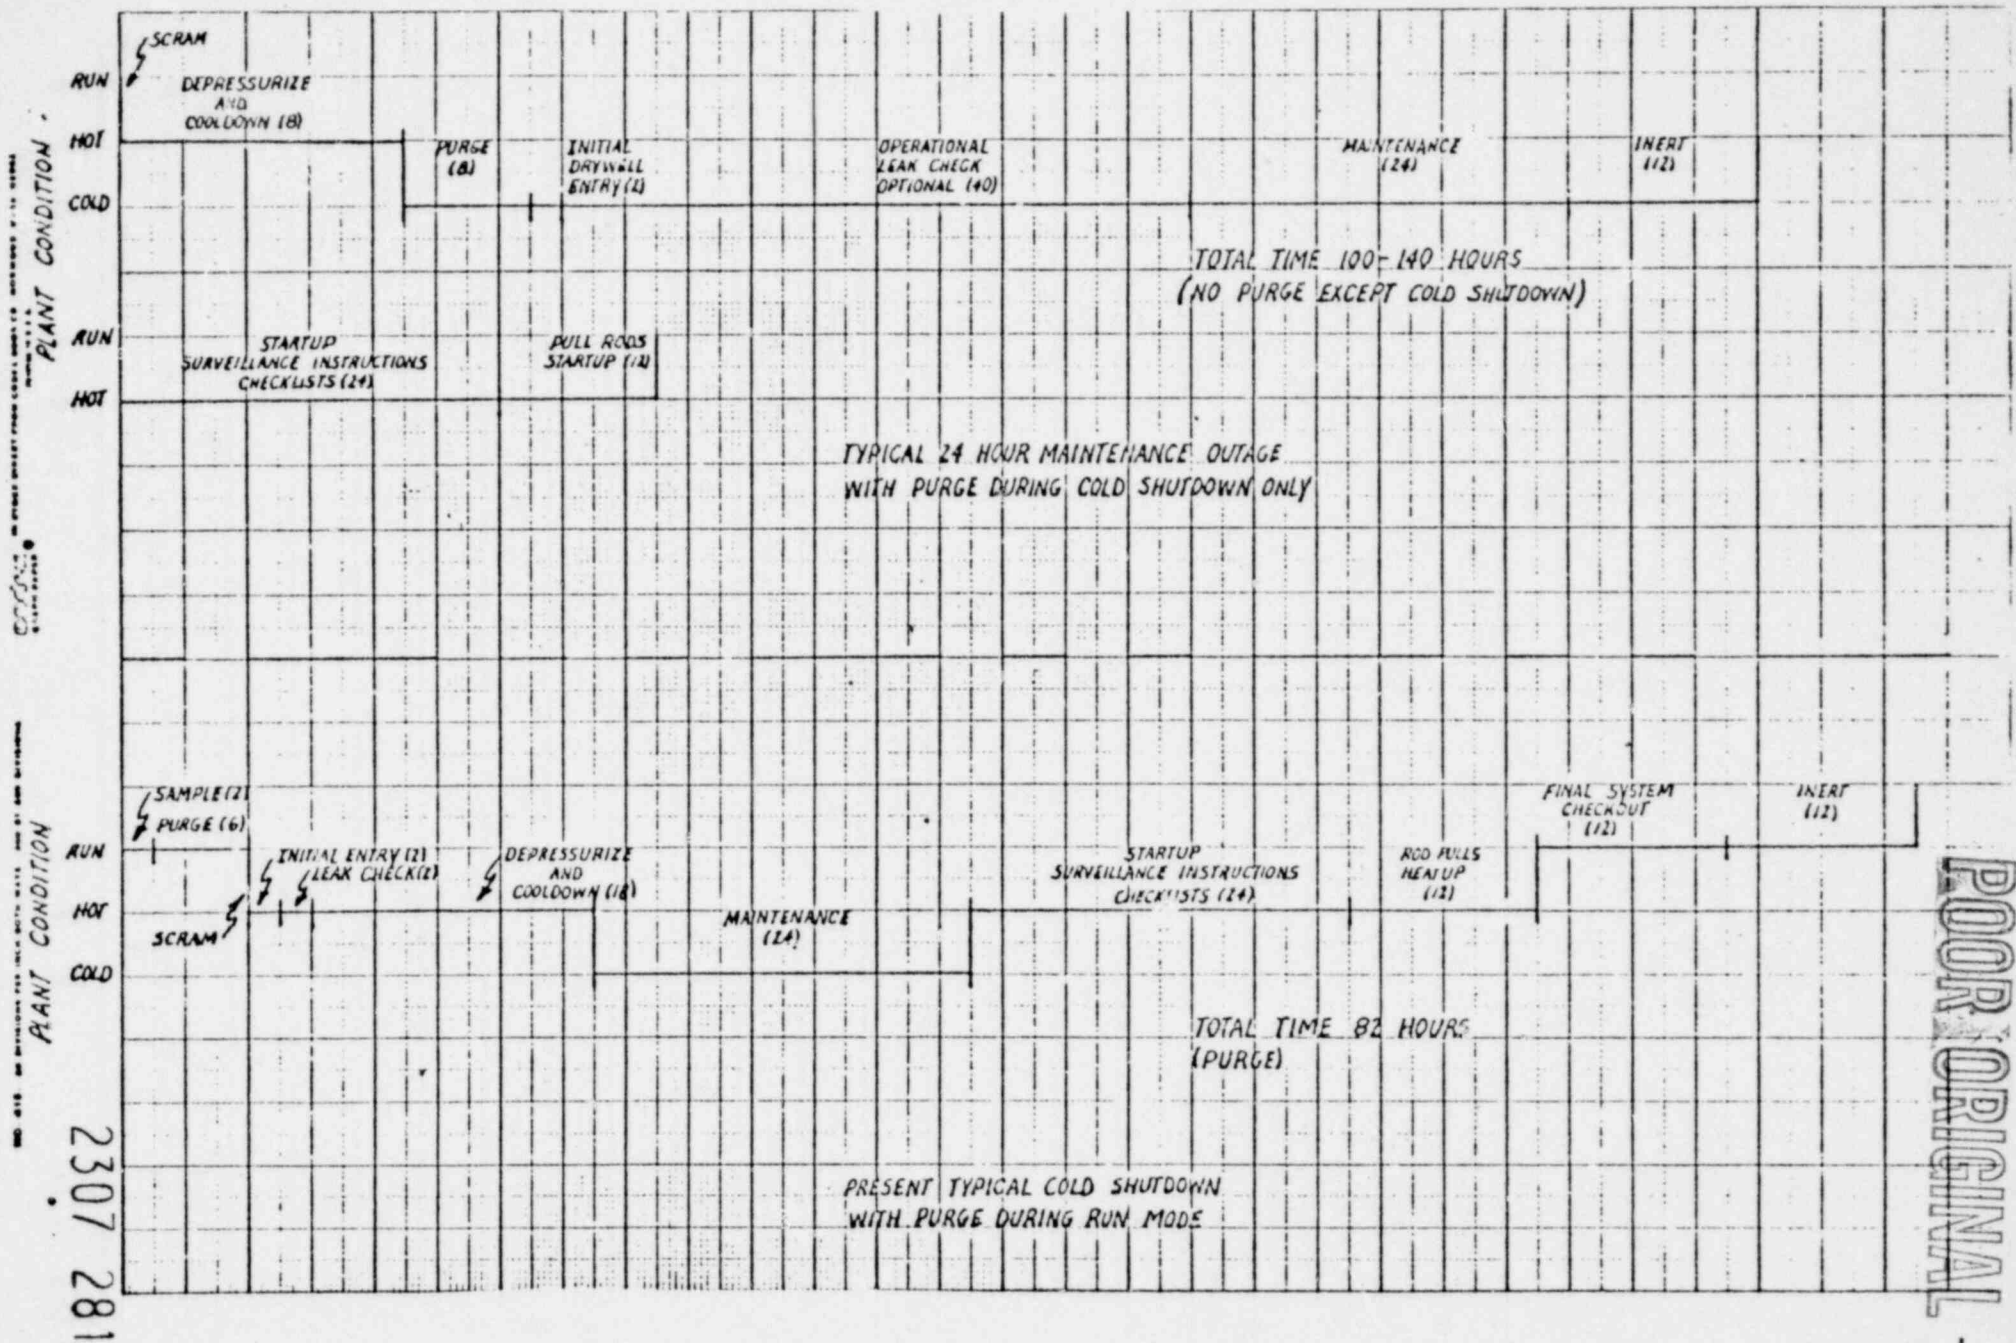 SCRAM
RUN
DEPRESSURIZE
AND
COOLDOWN (18)
HOT
PURGE
(8)
INITIAL
DRYWELL
ENTRY (2)
OPERATIONAL
LEAK CHECK
OPTIONAL (40)
MAINTENANCE
(24)
INERT
(12)
COLD
PLANT CONDITION
TOTAL TIME 100-140 HOURS
(NO PURGE EXCEPT COLD SHUTDOWN)
RUN
STARTUP
SURVEILLANCE INSTRUCTIONS
CHECKLISTS (24)
PULL RODS
STARTUP (12)
HOT
TYPICAL 24 HOUR MAINTENANCE OUTAGE
WITH PURGE DURING COLD SHUTDOWN ONLY
SAMPLE (2)
PURGE (6)
RUN
INITIAL ENTRY (2)
LEAK CHECK (2)
DEPRESSURIZE
AND
COOLDOWN (18)
STARTUP
SURVEILLANCE INSTRUCTIONS
CHECKLISTS (24)
ROD PULLS
HEATUP
(12)
FINAL SYSTEM
CHECKOUT
(12)
INERT
(12)
HOT
SCRAM
MAINTENANCE
(24)
COLD
PLANT CONDITION
TOTAL TIME 82 HOURS
(PURGE)
PRESENT TYPICAL COLD SHUTDOWN
WITH PURGE DURING RUN MODE
2307 281
POOR ORIGINAL